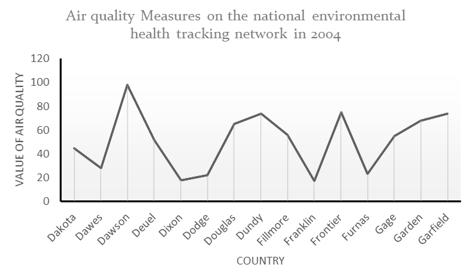 Air quality Measures on the national environmental
health tracking network in 2004
120
100
80
60
40
20
0
VALUE OF AIR QUALITY
Dakota
Dawes
Dawson
Deuel
Dixon
Dodge
Douglas
Dundy
Fillmore
Franklin
Frontier
Furnas
Gage
Garden
Garfield
COUNTRY